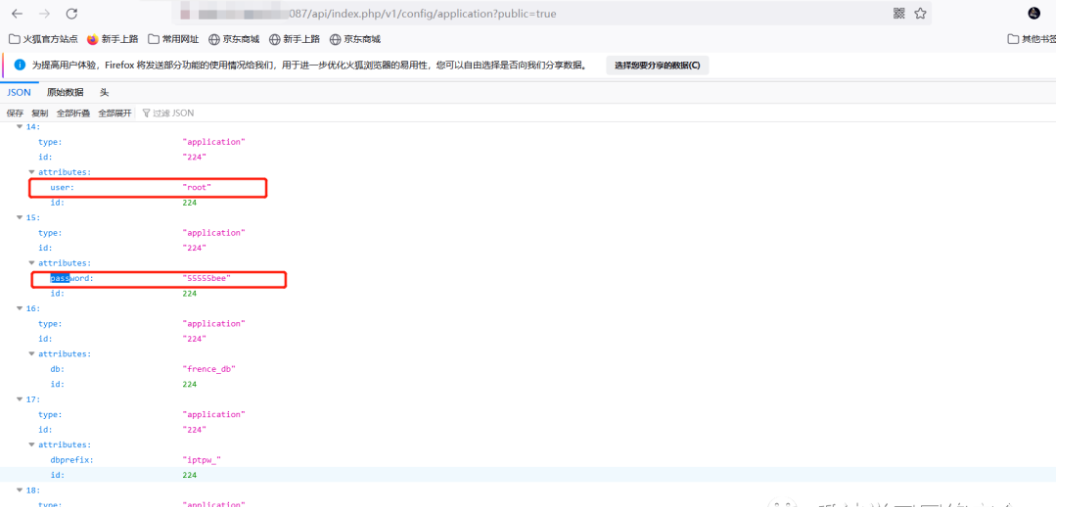 087/api/index.php/v1/config/application?public=true
火狐官方站点 新手上路 常用网址 京东商城 新手上路 京东商城 其他书签
为提高用户体验，Firefox 将发送部分功能的使用情况给我们，用于进一步优化火狐浏览器的易用性，您可以自由选择是否向我们分享数据。 选择您要分享的数据(C)
JSON 原始数据 头
保存 复制 全部折叠 全部展开 过滤 JSON
14:
type: "application"
id: "224"
attributes:
user: "root"
id: 224
15:
type: "application"
id: "224"
attributes:
password: "55555bee"
id: 224
16:
type: "application"
id: "224"
attributes:
db: "frence_db"
id: 224
17:
type: "application"
id: "224"
attributes:
dbprefix: "iptpw_"
id: 224
18:
type: "application"